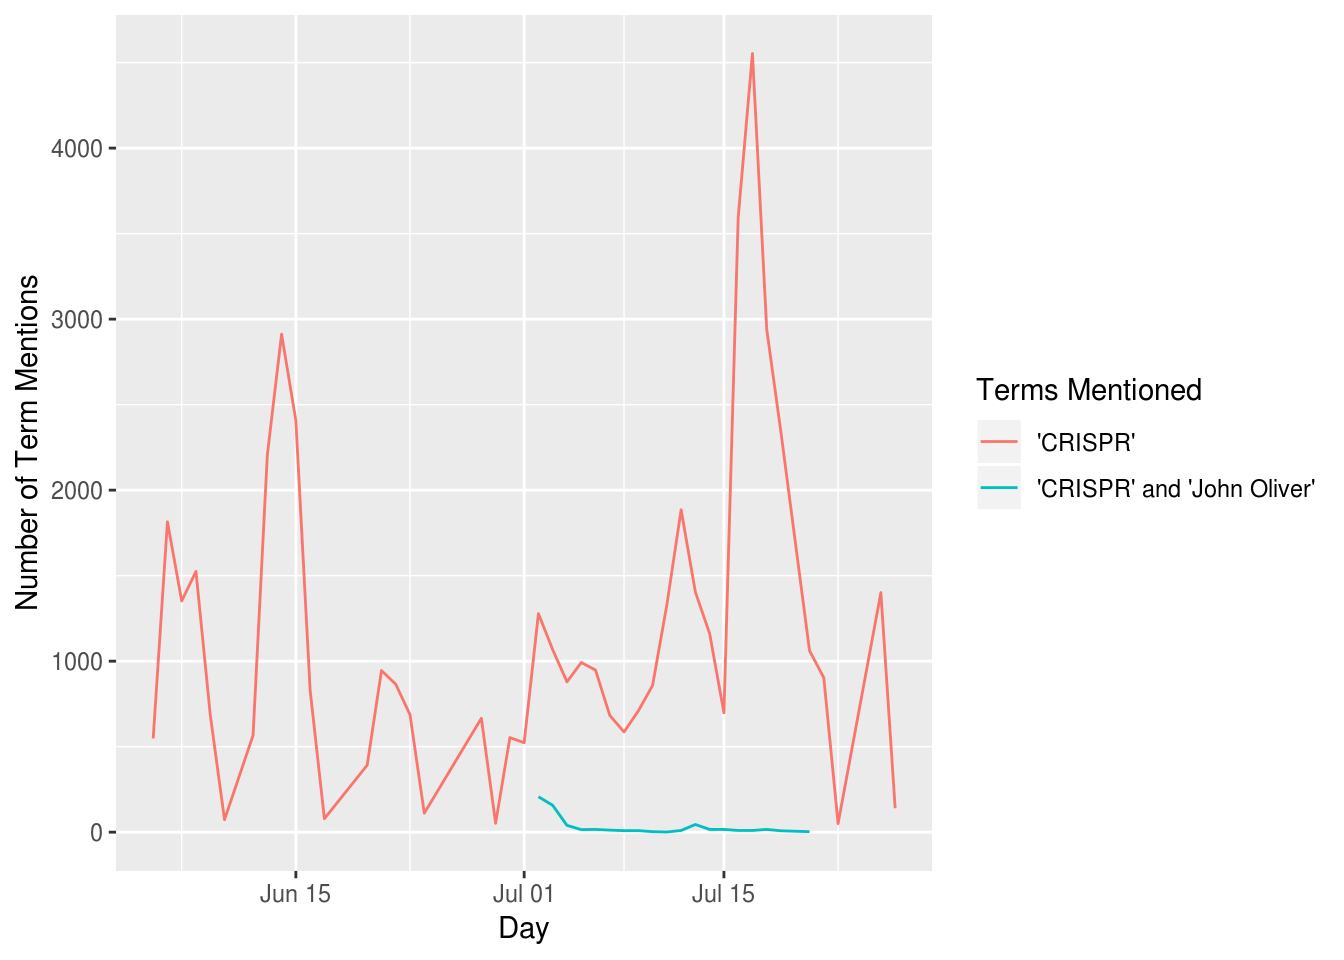 Number of Term Mentions
4000
3000
2000
1000
0
Jun 15
Jul 01
Jul 15
Day
Terms Mentioned
'CRISPR'
'CRISPR' and 'John Oliver'